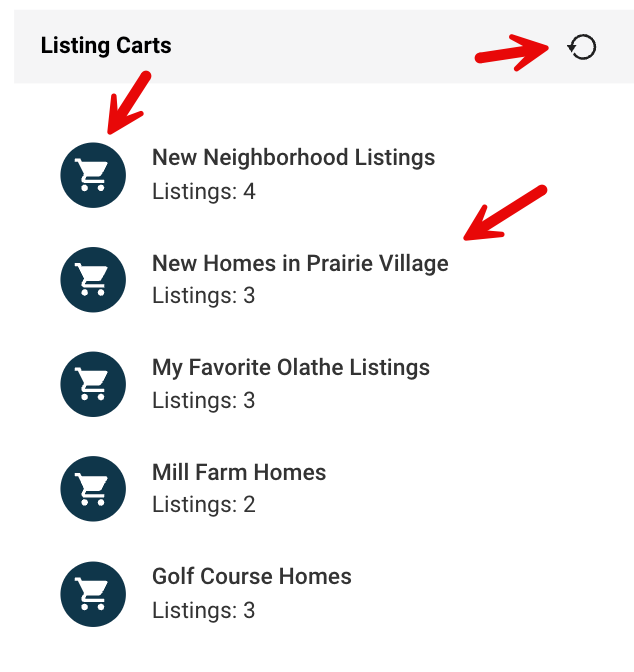 Listing Carts
New Neighborhood Listings
Listings: 4
New Homes in Prairie Village
Listings: 3
My Favorite Olathe Listings
Listings: 3
Mill Farm Homes
Listings: 2
Golf Course Homes
Listings: 3